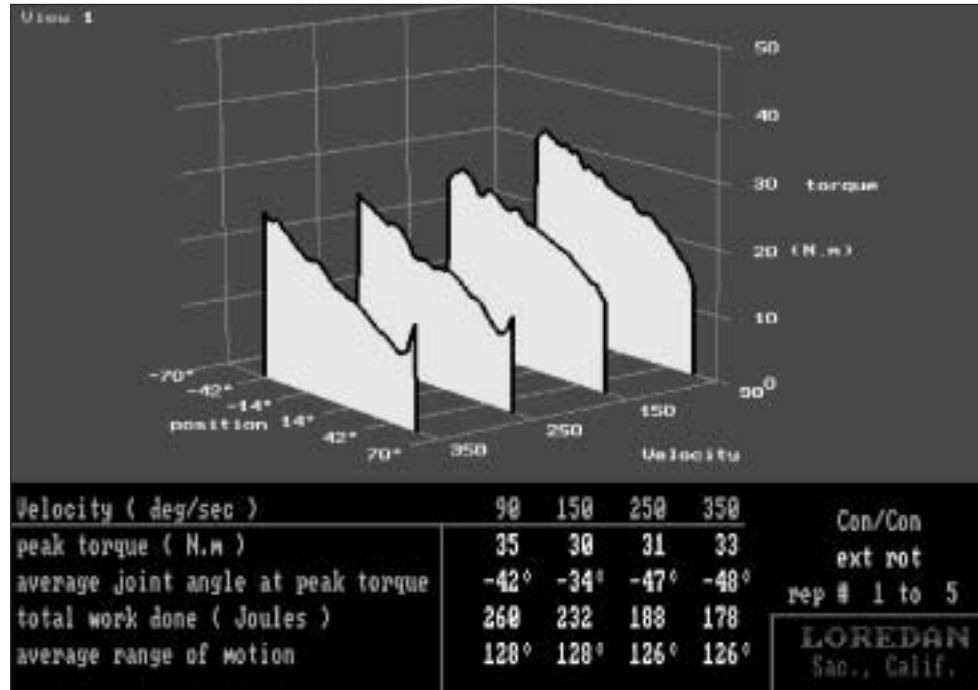 View 1
50
40
30 torque
20 (N.m)
10
0
-70°
-42°
-14°
position 14°
42°
70°
350
250
150
90
Velocity
Velocity ( deg/sec ) 90 150 250 350
peak torque ( N.m ) 35 30 31 33
average joint angle at peak torque -42° -34° -47° -48°
total work done ( Joules ) 260 232 188 178
average range of motion 128° 128° 126° 126°
Con/Con
ext rot
rep # 1 to 5
LOREDAN
Sac., Calif.